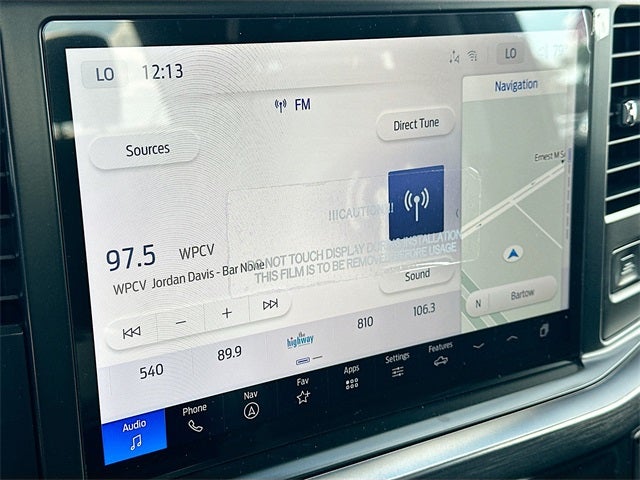 LO
12:13
LO
FM
Navigation
Direct Tune
Sources
!!!CAUTION!!!
DO NOT TOUCH DISPLAY DURING INSTALLATION
THIS FILM IS TO BE REMOVED BEFORE USAGE
97.5 WPCV
WPCV Jordan Davis - Bar None
Sound
Ernest M
N Bartow
540
89.9
the highway
810
106.3
Audio
Phone
Nav
Fav
Apps
Settings
Features